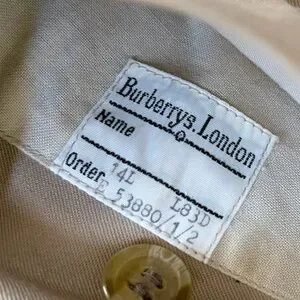 Burberrys. London
Name
Order 14L L83D
E 53880/1/2